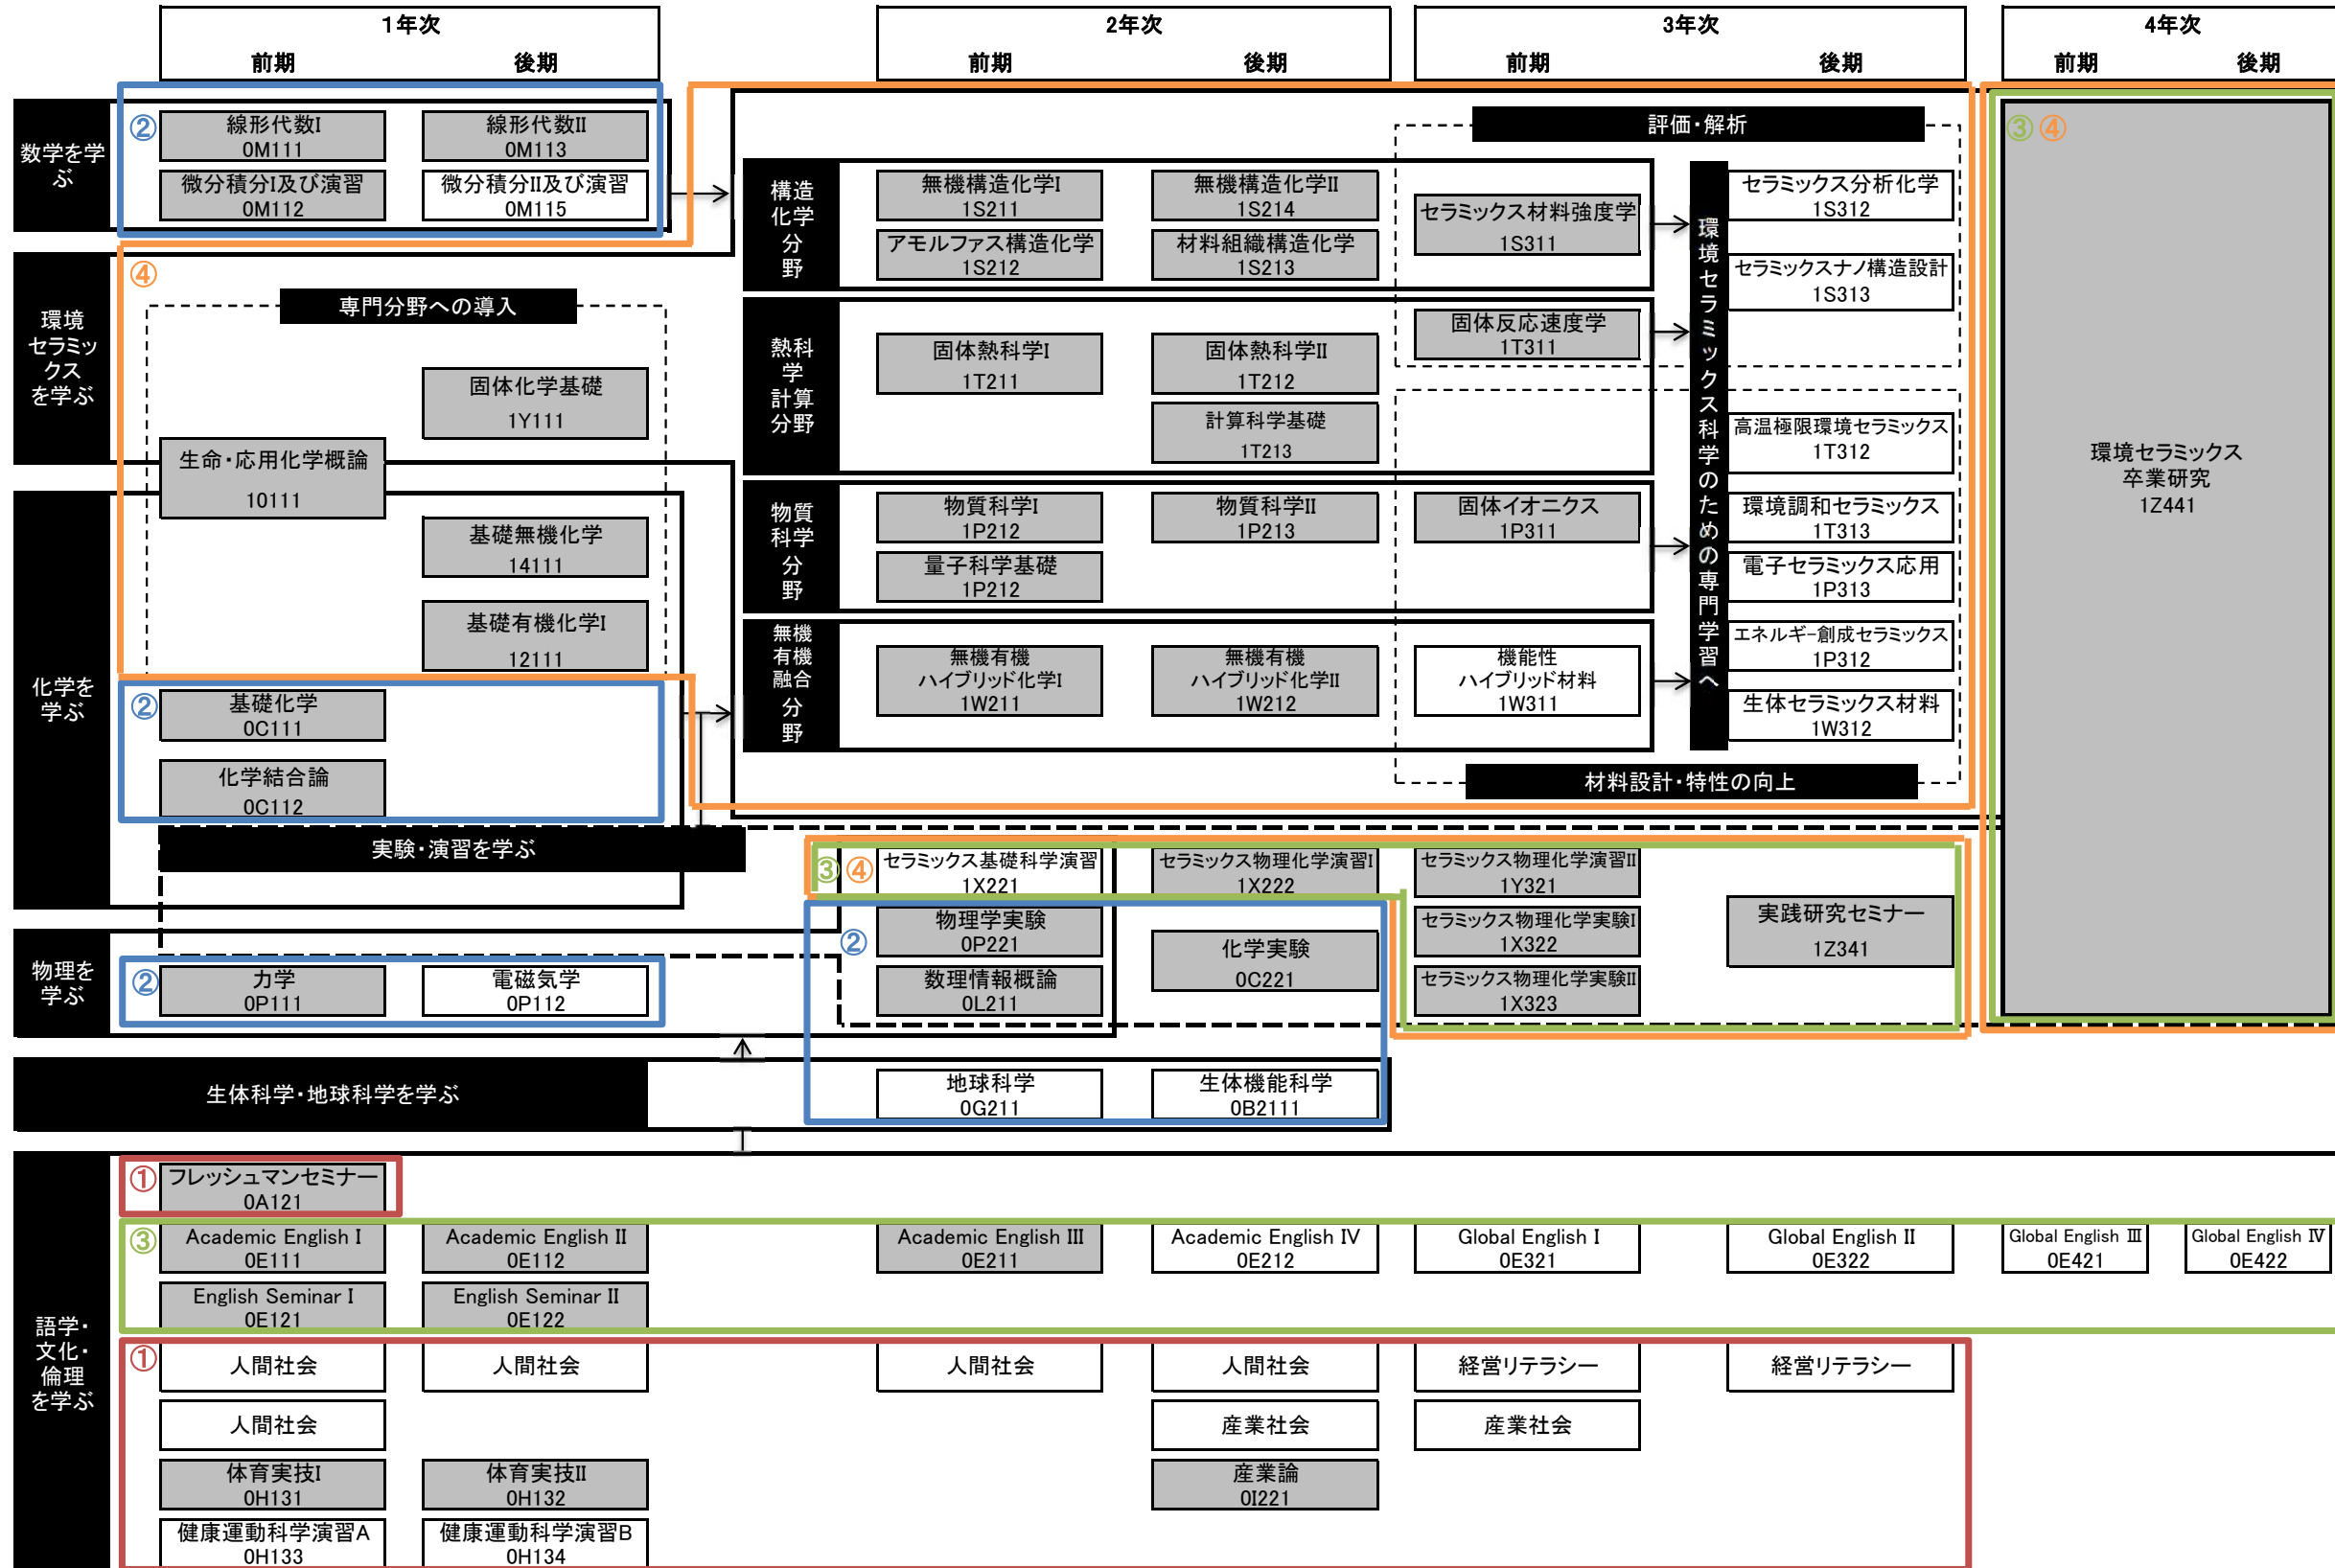 1年次
前期
後期
2年次
前期
後期
3年次
前期
後期
4年次
前期
後期
数学を学
ぶ
②
線形代数I
0M111
線形代数II
0M113
微分積分I及び演習
0M112
微分積分II及び演習
0M115
環境
セラミッ
クス
を学ぶ
④
専門分野への導入
固体化学基礎
1Y111
生命・応用化学概論
10111
化学を
学ぶ
基礎無機化学
14111
基礎有機化学I
12111
②
基礎化学
0C111
化学結合論
0C112
評価・解析
構造
化学
分
野
無機構造化学I
1S211
無機構造化学II
1S214
アモルファス構造化学
1S212
材料組織構造化学
1S213
セラミックス材料強度学
1S311
熱科
学
計算
分野
固体熱科学I
1T211
固体熱科学II
1T212
計算科学基礎
1T213
固体反応速度学
1T311
物質
科学
分
野
物質科学I
1P212
物質科学II
1P213
量子科学基礎
1P212
固体イオニクス
1P311
無機
有機
融合
分
野
無機有機
ハイブリッド化学I
1W211
無機有機
ハイブリッド化学II
1W212
機能性
ハイブリッド材料
1W311
環境セラミックス科学のための専門学習へ
セラミックス分析化学
1S312
セラミックスナノ構造設計
1S313
高温極限環境セラミックス
1T312
環境調和セラミックス
1T313
電子セラミックス応用
1P313
エネルギー創成セラミックス
1P312
生体セラミックス材料
1W312
材料設計・特性の向上
③④
環境セラミックス
卒業研究
1Z441
実験・演習を学ぶ
③④
セラミックス基礎科学演習
1X221
セラミックス物理化学演習I
1X222
セラミックス物理化学演習II
1Y321
②
物理学実験
0P221
化学実験
0C221
数理情報概論
0L211
セラミックス物理化学実験I
1X322
セラミックス物理化学実験II
1X323
実践研究セミナー
1Z341
物理を
学ぶ
②
力学
0P111
電磁気学
0P112
生体科学・地球科学を学ぶ
地球科学
0G211
生体機能科学
0B2111
語学・
文化・
倫理
を学ぶ
①
フレッシュマンセミナー
0A121
③
Academic English I
0E111
Academic English II
0E112
Academic English III
0E211
Academic English IV
0E212
Global English I
0E321
Global English II
0E322
Global English Ⅲ
0E421
Global English Ⅳ
0E422
English Seminar I
0E121
English Seminar II
0E122
①
人間社会
人間社会
人間社会
人間社会
経営リテラシー
経営リテラシー
人間社会
産業社会
産業社会
体育実技I
0H131
体育実技II
0H132
産業論
0I221
健康運動科学演習A
0H133
健康運動科学演習B
0H134